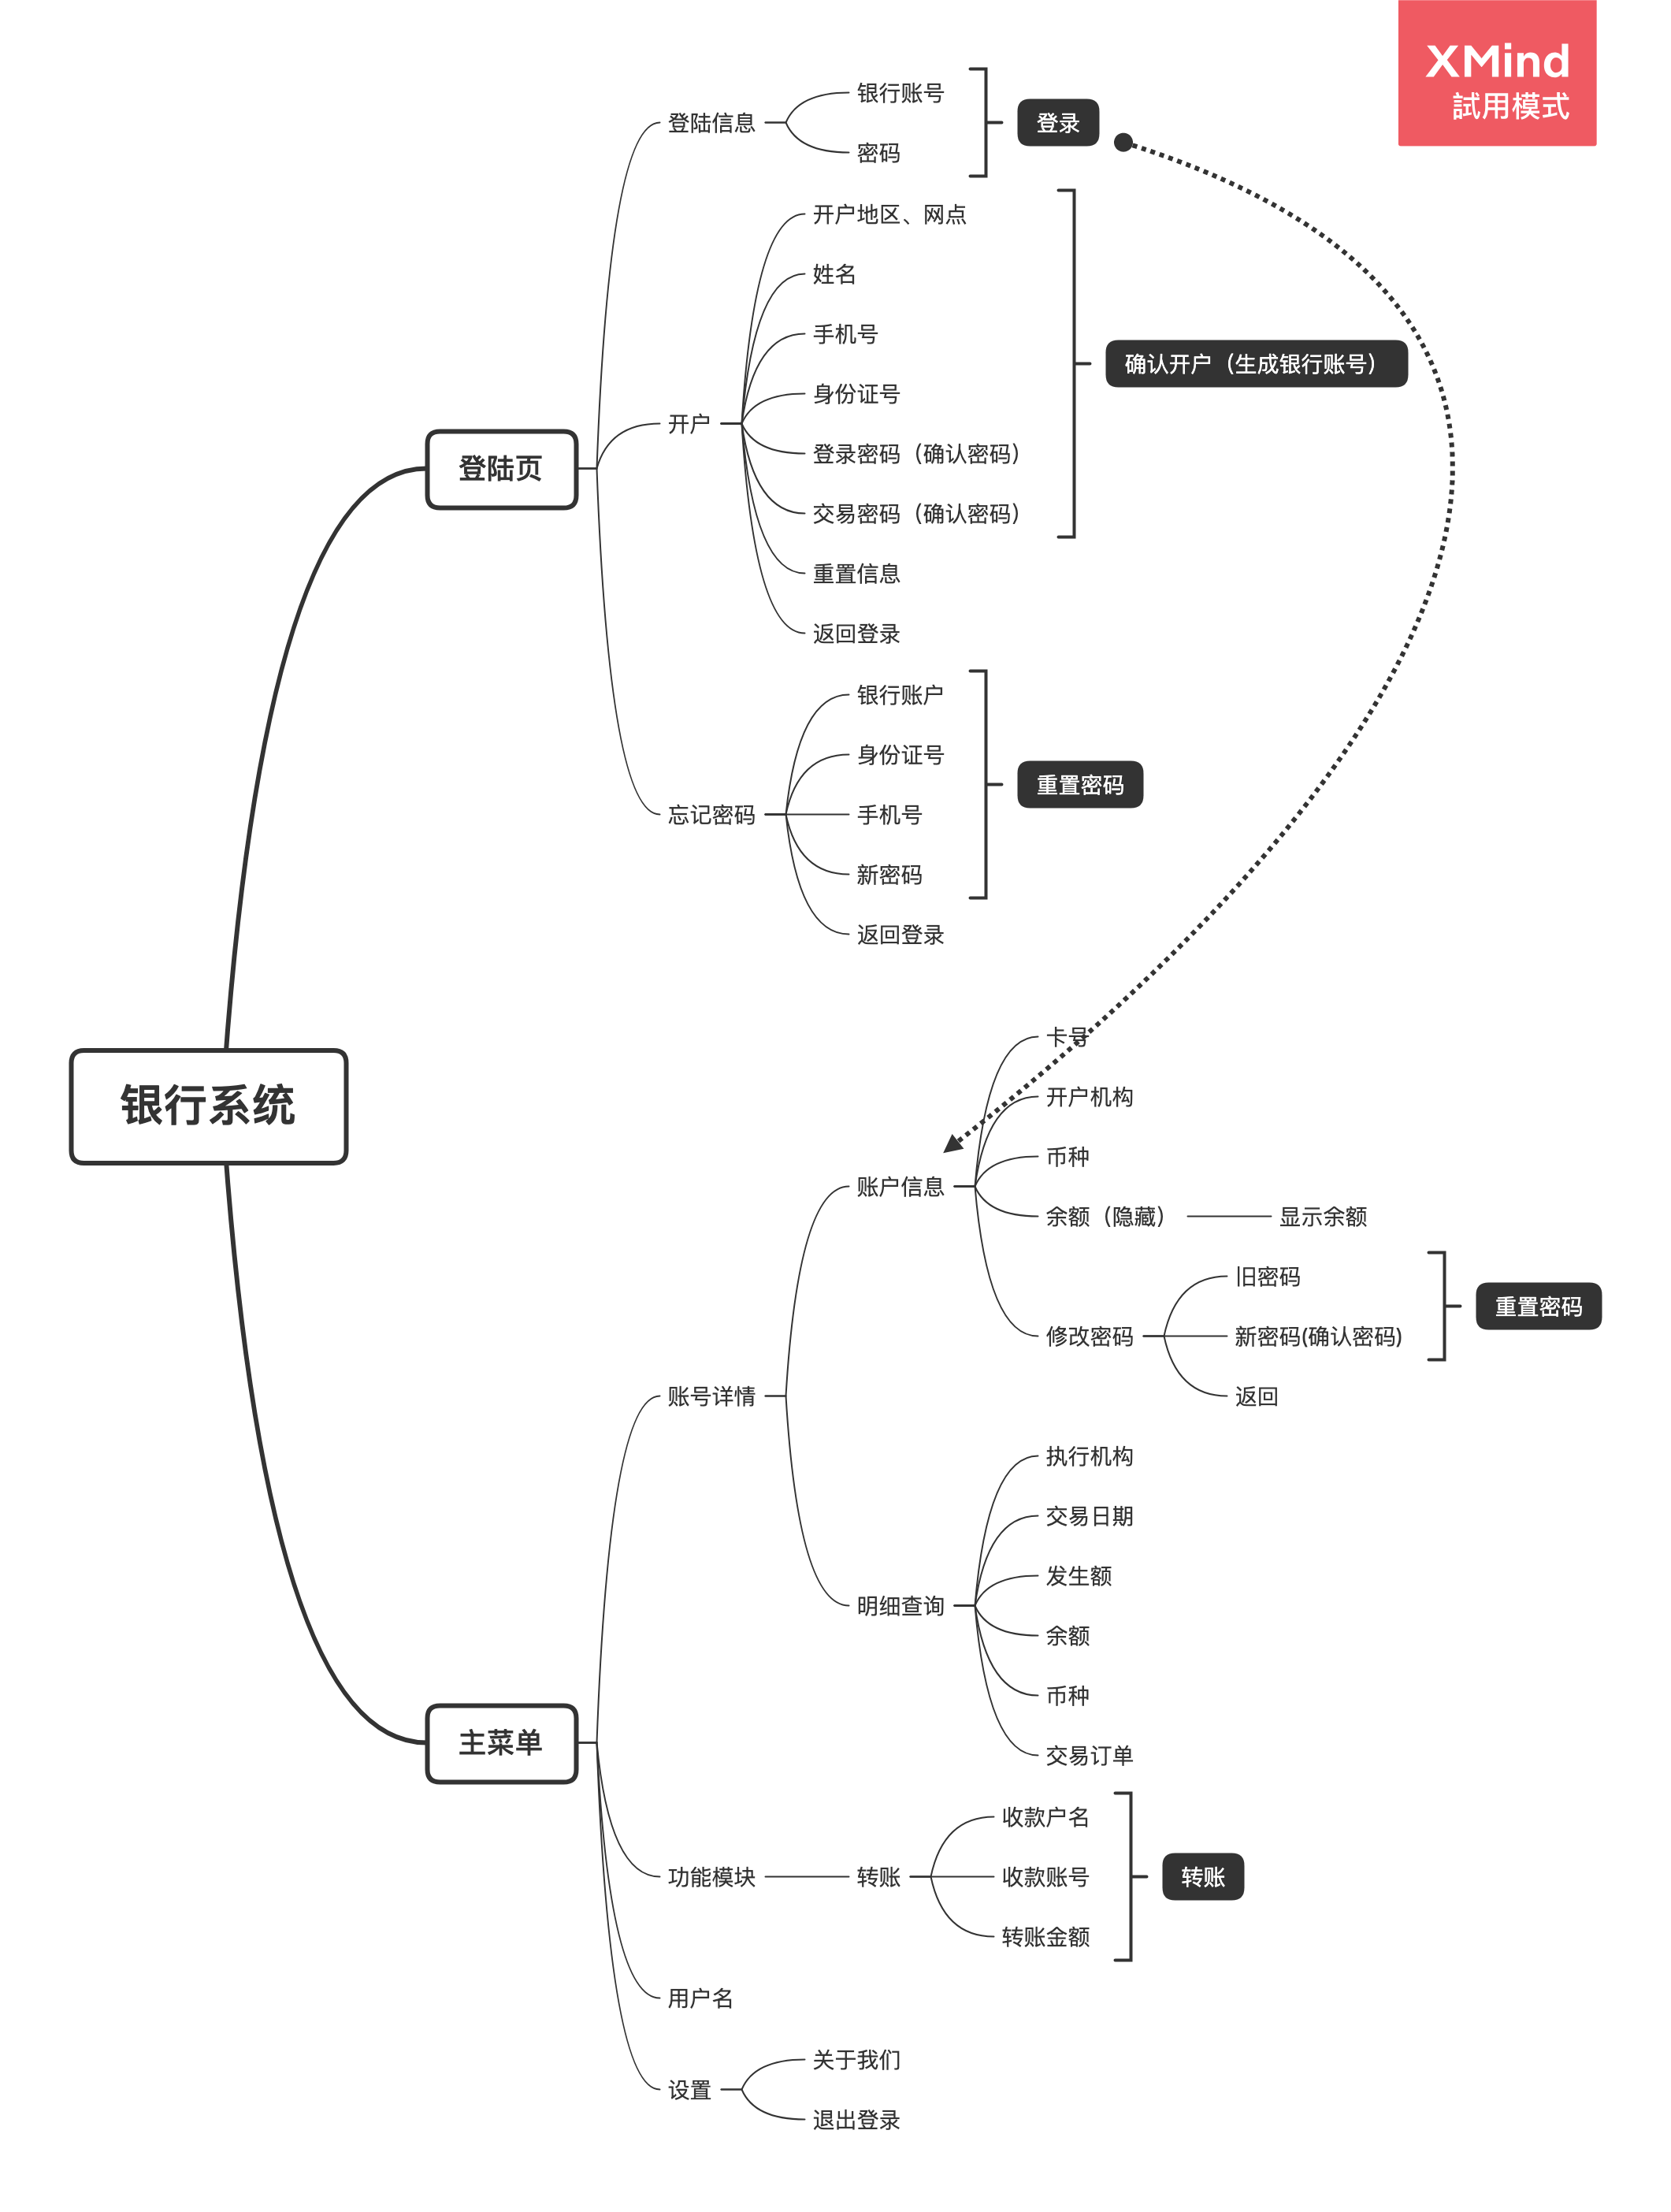 XMind
試用模式
银行系统
登陆页
登陆信息
银行账号
密码
登录
开户
开户地区、网点
姓名
手机号
身份证号
登录密码（确认密码）
交易密码（确认密码）
重置信息
返回登录
确认开户（生成银行账号）
忘记密码
银行账户
身份证号
手机号
新密码
返回登录
重置密码
主菜单
账号详情
账户信息
卡号
开户机构
币种
余额（隐藏）
显示余额
修改密码
旧密码
新密码(确认密码)
返回
重置密码
明细查询
执行机构
交易日期
发生额
余额
币种
交易订单
功能模块
转账
收款户名
收款账号
转账金额
转账
用户名
设置
关于我们
退出登录